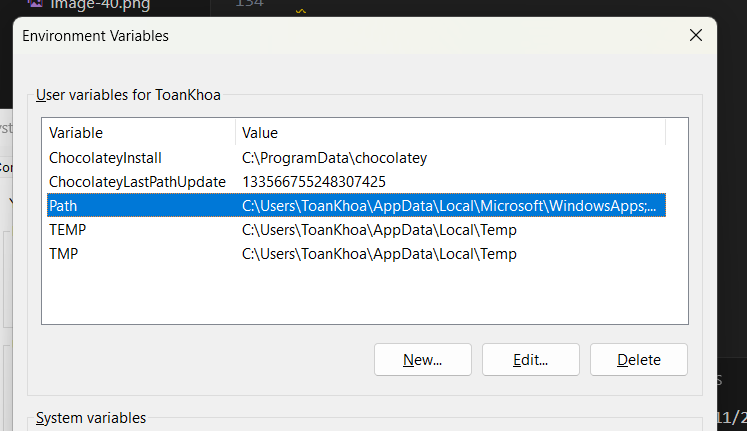 image-40.png 134
Environment Variables
User variables for ToanKhoa
Variable Value
ChocolateyInstall C:\ProgramData\chocolatey
ChocolateyLastPathUpdate 133566755248307425
Path C:\Users\ToanKhoa\AppData\Local\Microsoft\WindowsApps;...
TEMP C:\Users\ToanKhoa\AppData\Local\Temp
TMP C:\Users\ToanKhoa\AppData\Local\Temp
New... Edit... Delete
System variables